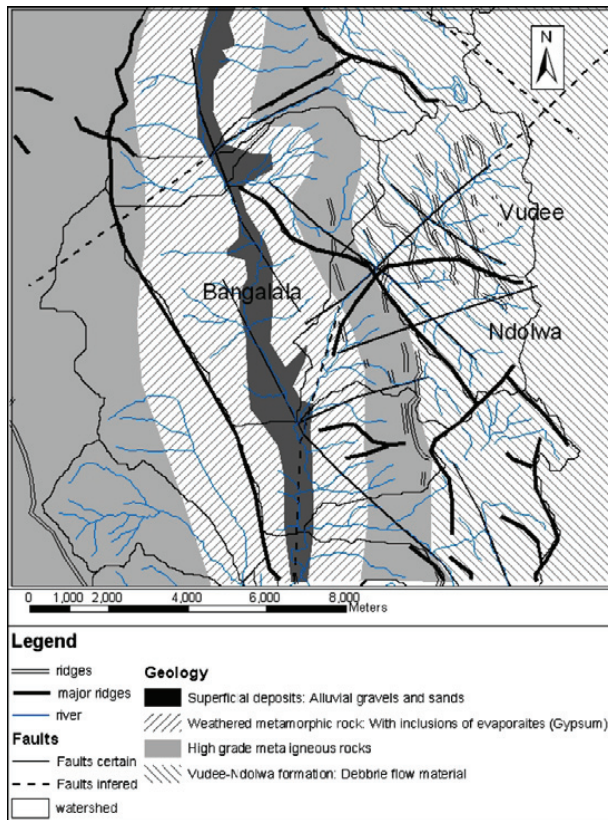 N
Vudee
Bangalala
Ndolwa
0 1,000 2,000 4,000 6,000 8,000
Meters
Legend
ridges
major ridges
river
Faults
Faults certain
Faults infered
watershed
Geology
Superficial deposits: Alluvial gravels and sands
Weathered metamorphic rock: With inclusions of evaporaites (Gypsum)
High grade meta igneous rocks
Vudee-Ndolwa formation: Debbrie flow material